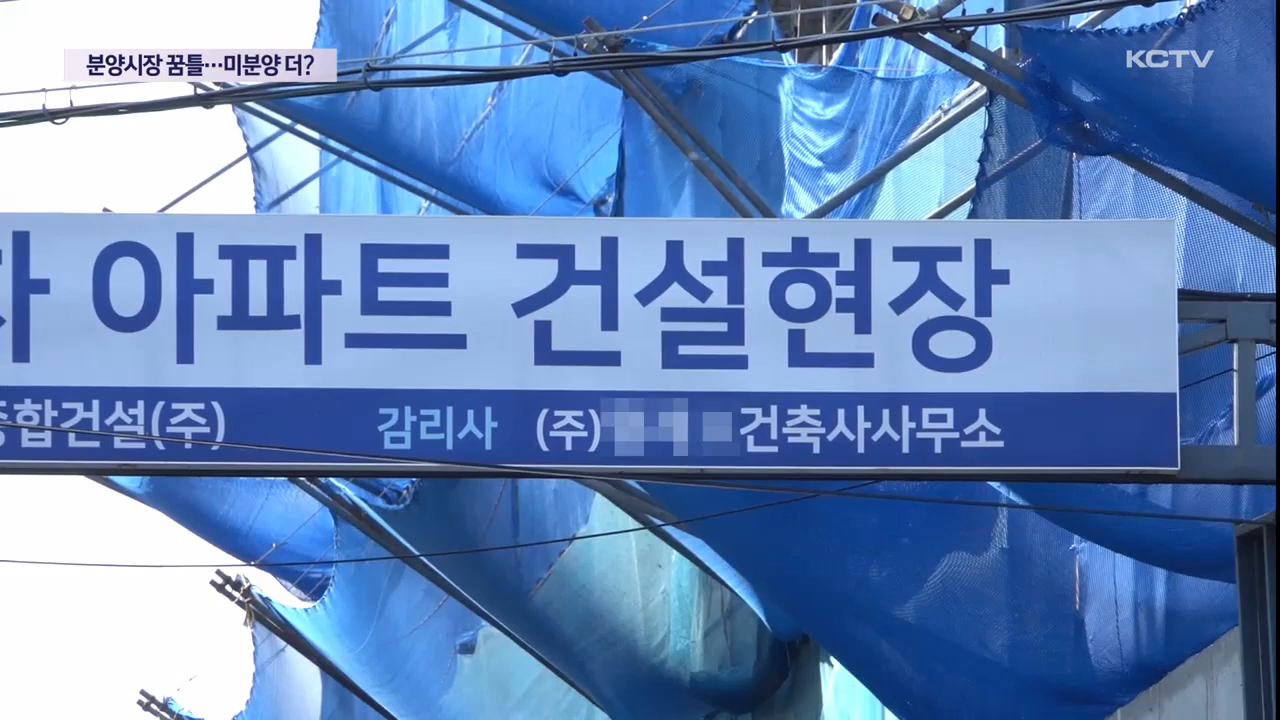 분양시장 꿈틀…미분양 더?
KCTV
차 아파트 건설현장
종합건설(주) 감리사 (주) 건축사사무소